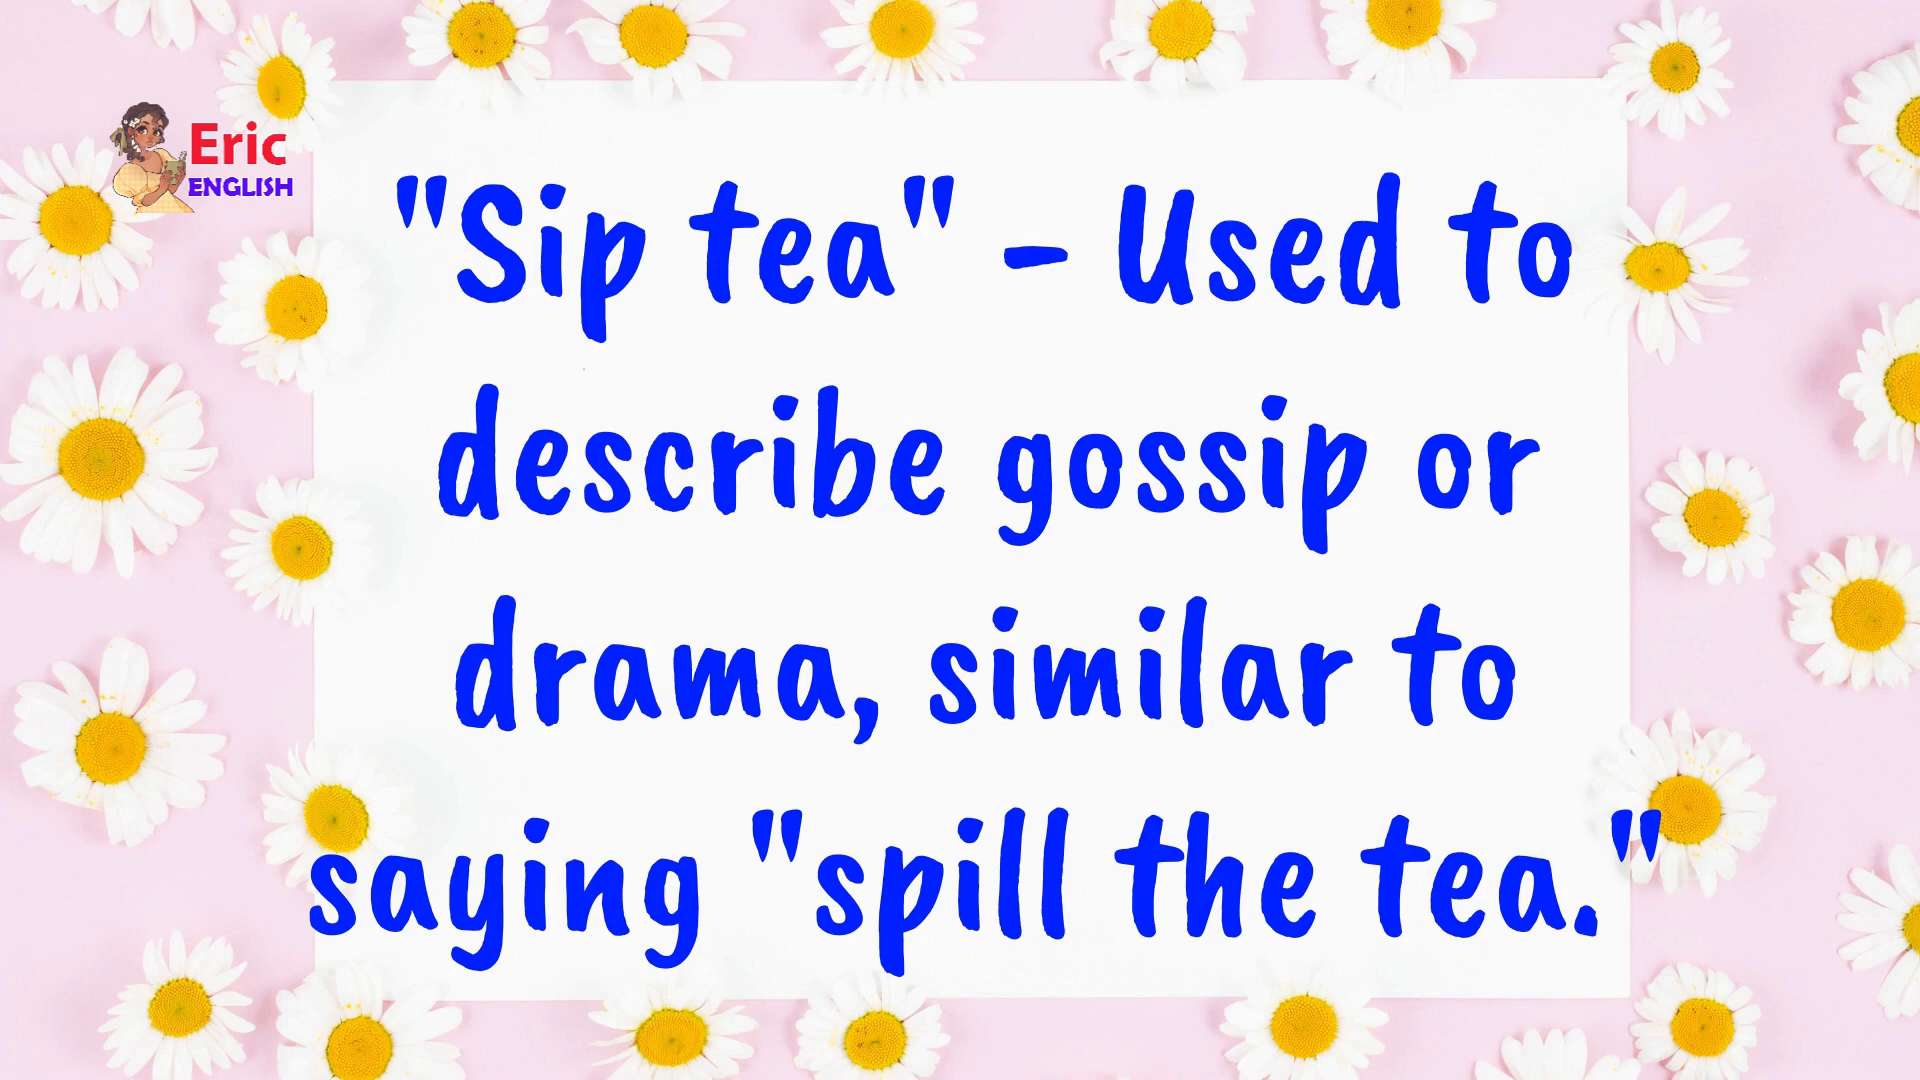 Eric
ENGLISH
"Sip tea" - Used to
describe gossip or
drama, similar to
saying "spill the tea."